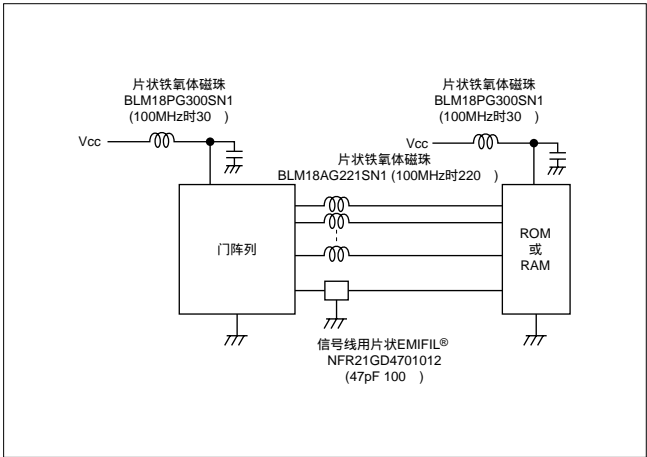 片状铁氧体磁珠
BLM18PG300SN1
(100MHz时30 )
Vcc
片状铁氧体磁珠
BLM18PG300SN1
(100MHz时30 )
Vcc
片状铁氧体磁珠
BLM18AG221SN1 (100MHz时220 )
门阵列
ROM
或
RAM
信号线用片状EMIFIL®
NFR21GD4701012
(47pF 100 )